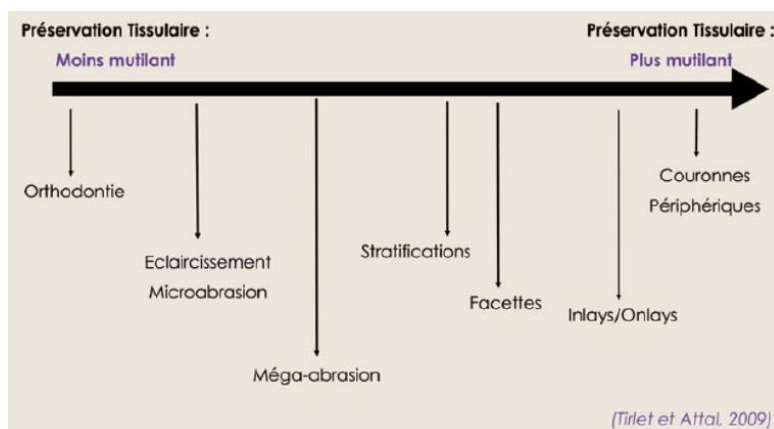 Préservation Tissulaire :
Moins mutilant
Préservation Tissulaire :
Plus mutilant
Orthodontie
Eclaircissement
Microabrasion
Méga-abrasion
Stratifications
Facettes
Inlays/Onlays
Couronnes
Périphériques
(Tirlet et Attal, 2009)